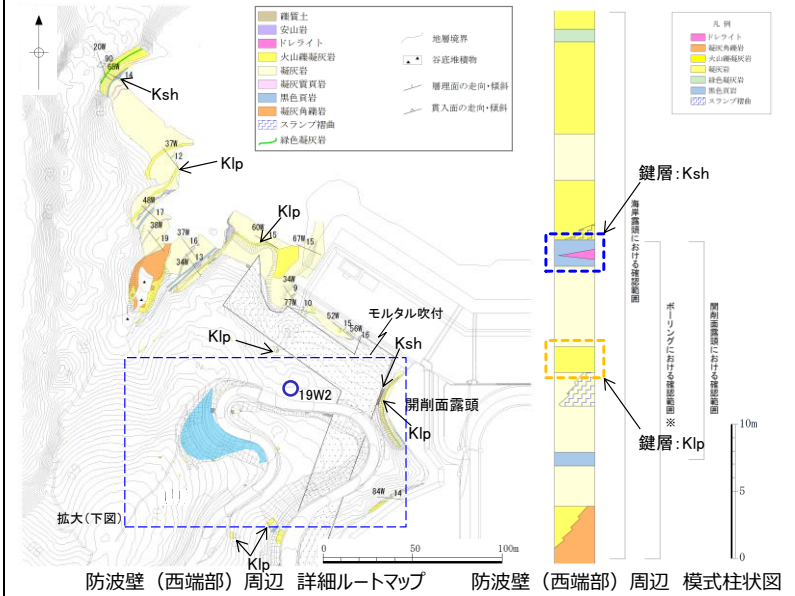 礫質土
安山岩
ドレライト
火山礫凝灰岩
凝灰岩
凝灰質頁岩
黒色頁岩
凝灰角礫岩
スランプ褶曲
緑色凝灰岩
地層境界
谷底堆積物
層理面の走向・傾斜
貫入面の走向・傾斜
20W
90
65W
14
Ksh
37W
12
Klp
48W
17
38W
19
37W
16
34W
13
Klp
60W
15
67W
15
34W
9
77W
10
52W
15
56W
16
モルタル吹付
Klp
Ksh
19W2
開削面露頭
Klp
84W
14
拡大(下図)
Klp
0
50
100m
防波壁（西端部）周辺 詳細ルートマップ
凡 例
ドレライト
凝灰角礫岩
火山礫凝灰岩
凝灰岩
緑色凝灰岩
黒色頁岩
スランプ褶曲
鍵層:Ksh
海岸露頭における確認範囲
ボーリングにおける確認範囲※
開削面露頭における確認範囲
鍵層:Klp
10m
5
0
防波壁（西端部）周辺 模式柱状図